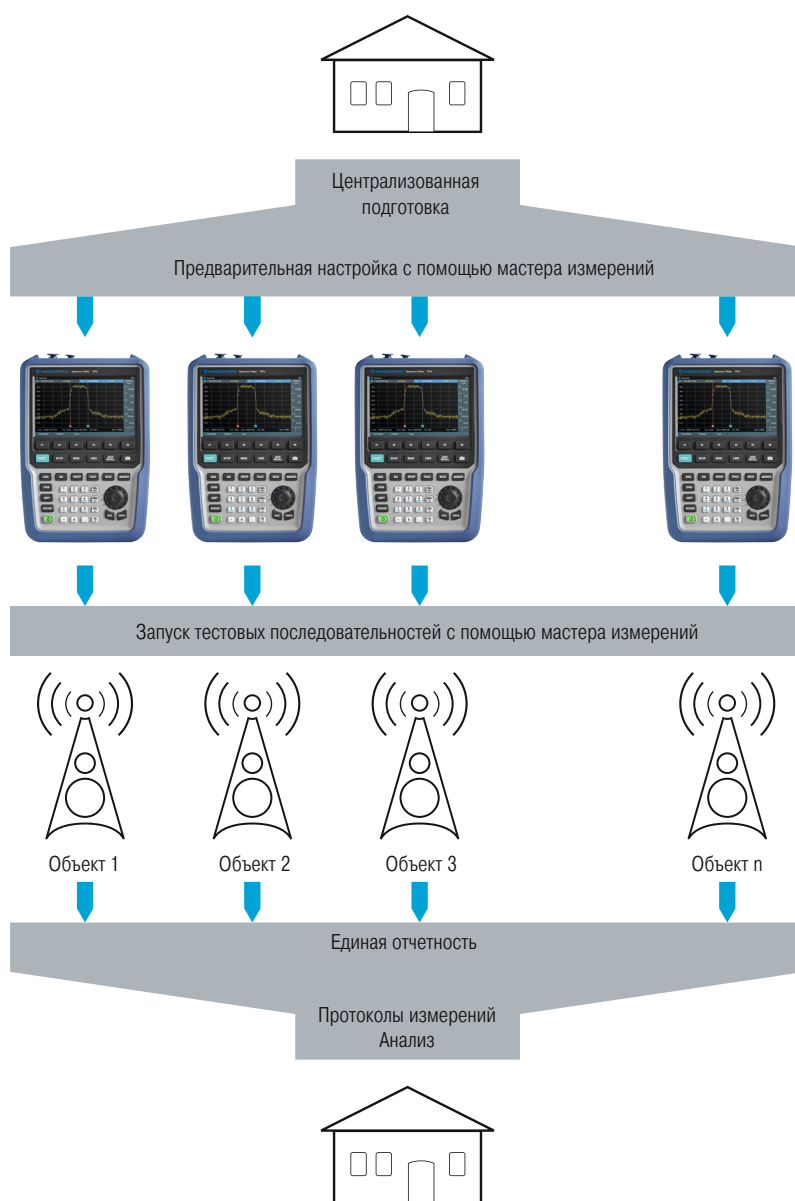 Централизованная
подготовка
Предварительная настройка с помощью мастера измерений
Запуск тестовых последовательностей с помощью мастера измерений
Объект 1
Объект 2
Объект 3
Объект n
Единая отчетность
Протоколы измерений
Анализ